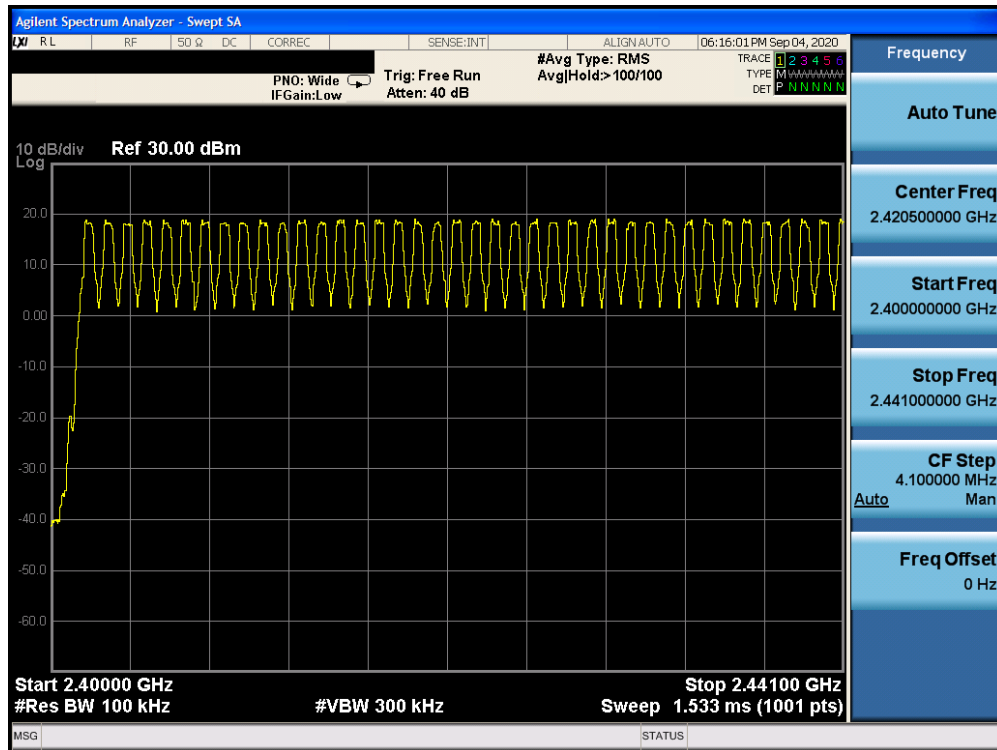 Agilent Spectrum Analyzer - Swept SA
LXI RL RF 50 Ω DC CORREC SENSE:INT ALIGN AUTO 06:16:01 PM Sep 04, 2020
PNO: Wide Trig: Free Run #Avg Type: RMS TRACE 1 2 3 4 5 6
IFGain:Low Atten: 40 dB Avg|Hold:>100/100 TYPE M WWWWW
DET P N N N N N
10 dB/div Ref 30.00 dBm
Log
20.0
10.0
0.00
-10.0
-20.0
-30.0
-40.0
-50.0
-60.0
Start 2.40000 GHz Stop 2.44100 GHz
#Res BW 100 kHz #VBW 300 kHz Sweep 1.533 ms (1001 pts)
MSG STATUS
Frequency
Auto Tune
Center Freq
2.420500000 GHz
Start Freq
2.400000000 GHz
Stop Freq
2.441000000 GHz
CF Step
4.100000 MHz
Auto Man
Freq Offset
0 Hz